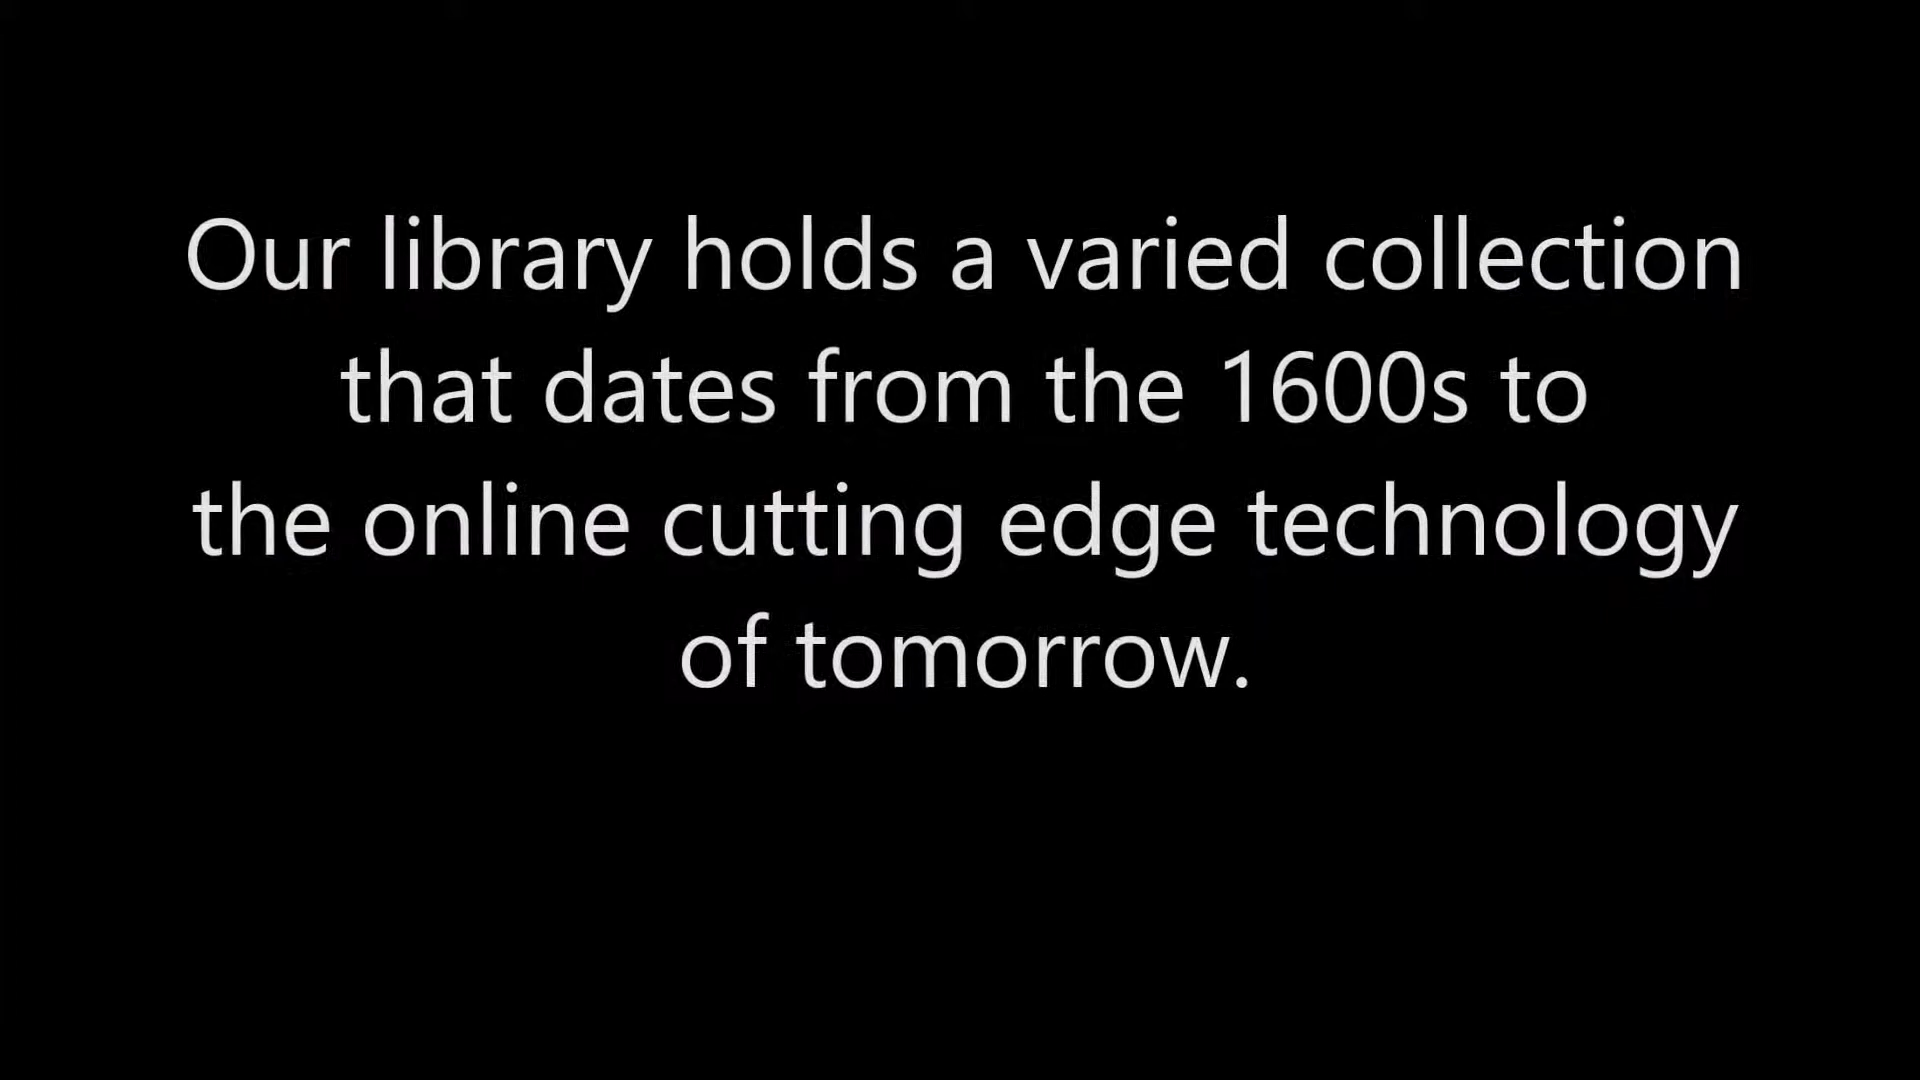 Our library holds a varied collection
that dates from the 1600s to
the online cutting edge technology
of tomorrow.